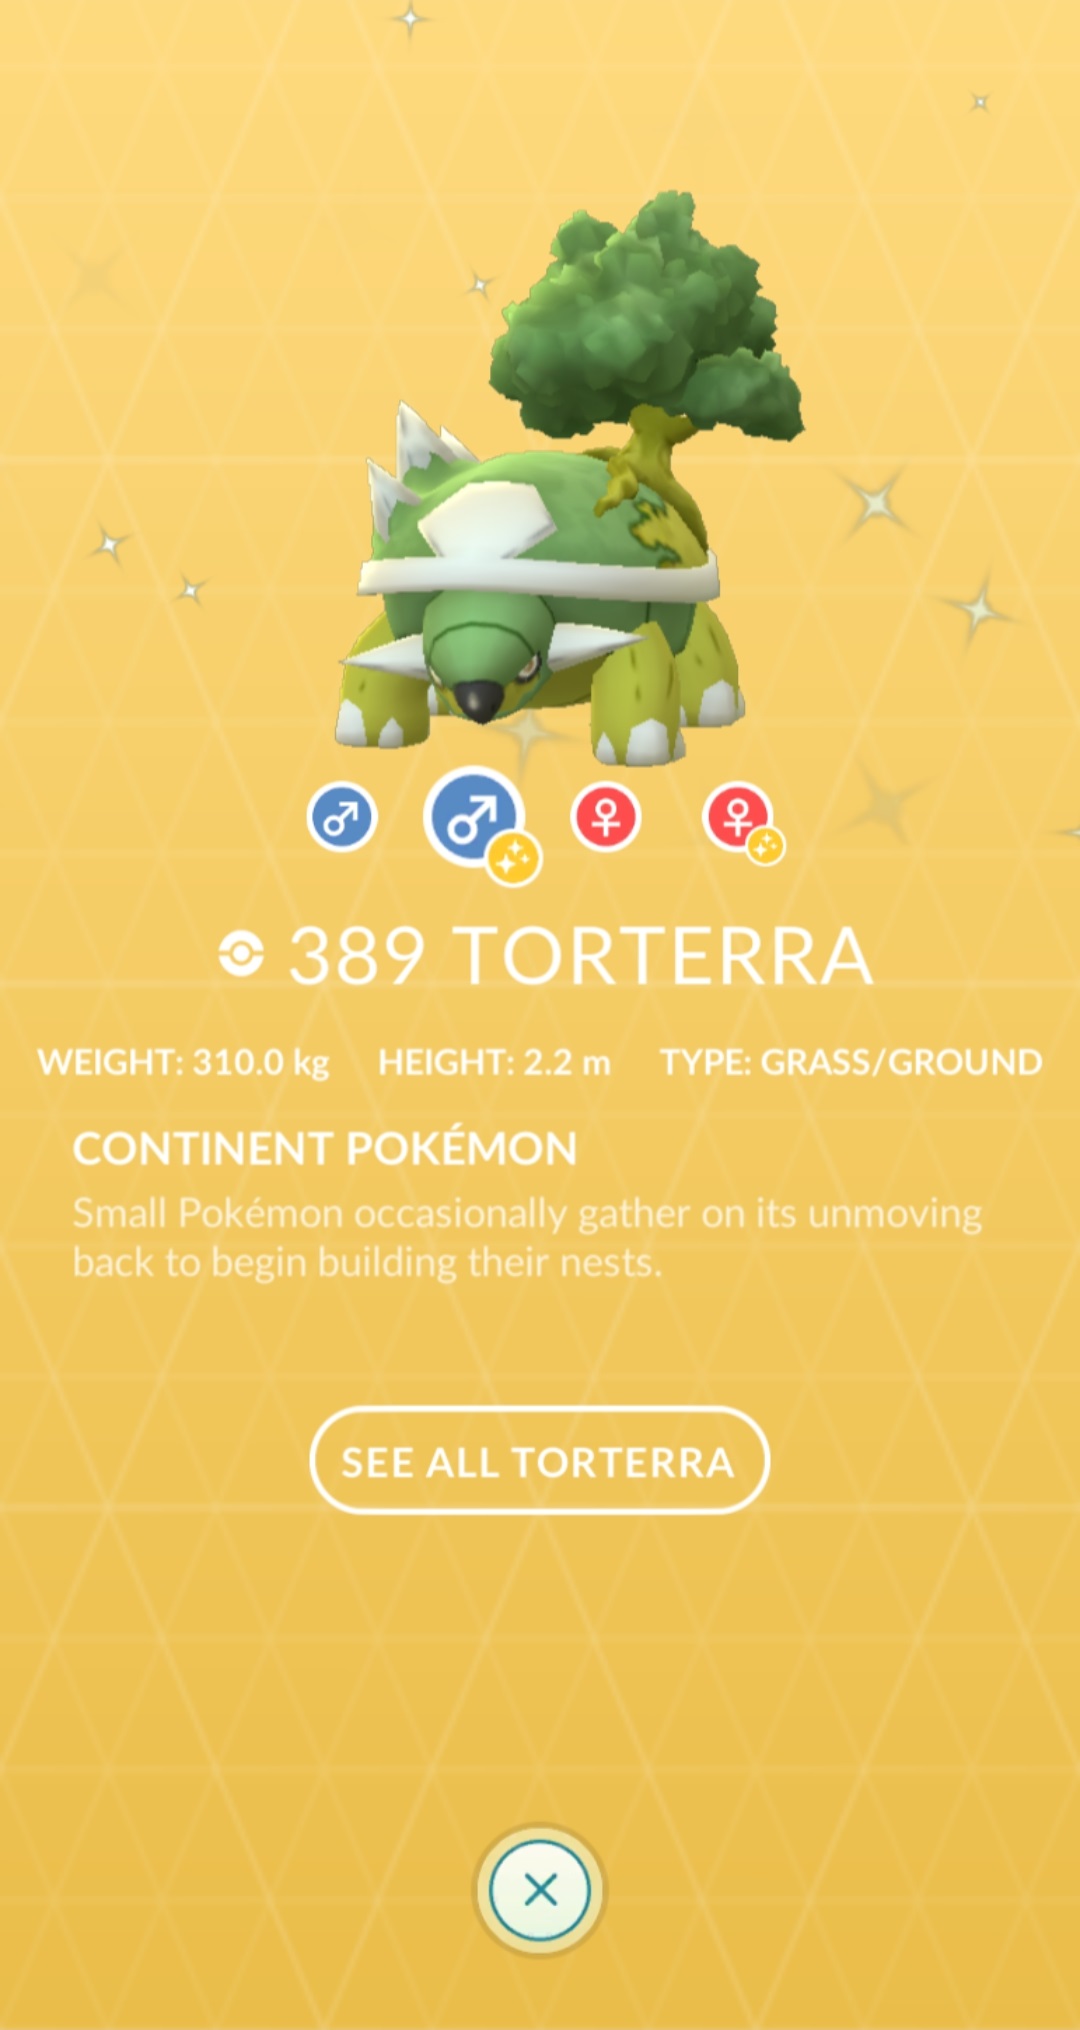 389 TORTERRA
WEIGHT: 310.0 kg HEIGHT: 2.2 m TYPE: GRASS/GROUND
CONTINENT POKÉMON
Small Pokémon occasionally gather on its unmoving
back to begin building their nests.
SEE ALL TORTERRA